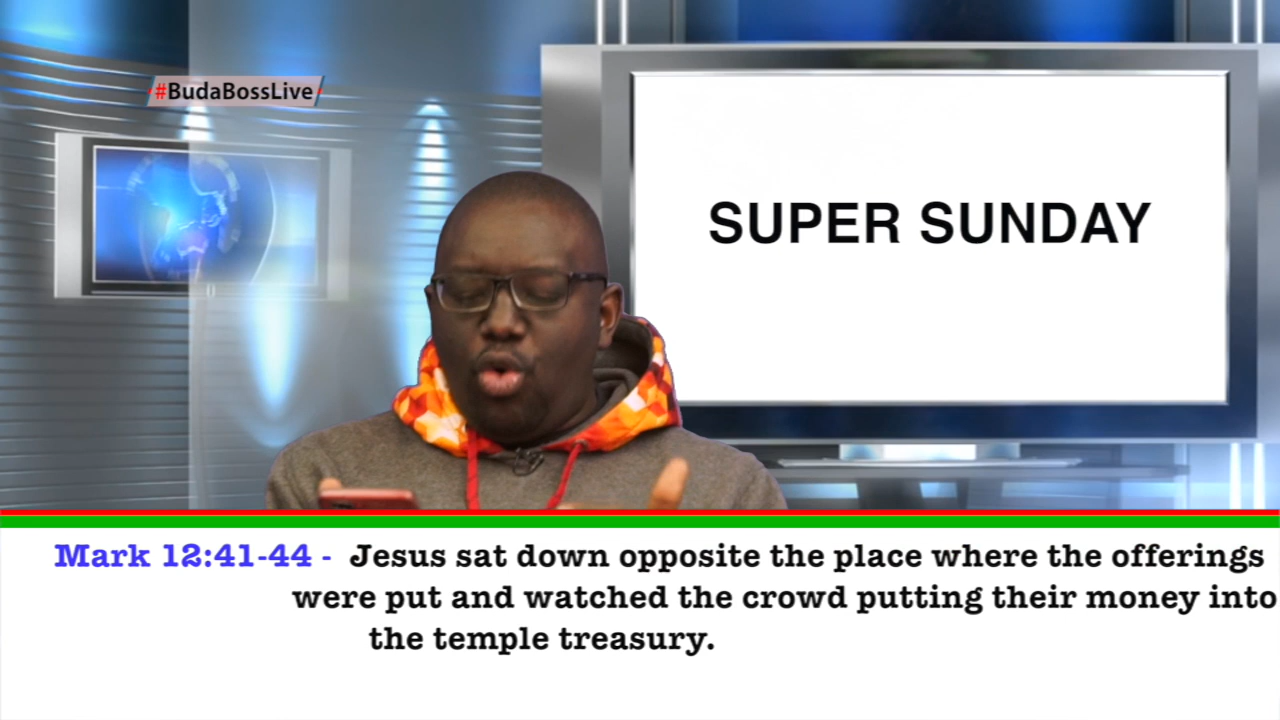 #BudaBossLive
SUPER SUNDAY
Mark 12:41-44 - Jesus sat down opposite the place where the offerings
were put and watched the crowd putting their money into
the temple treasury.